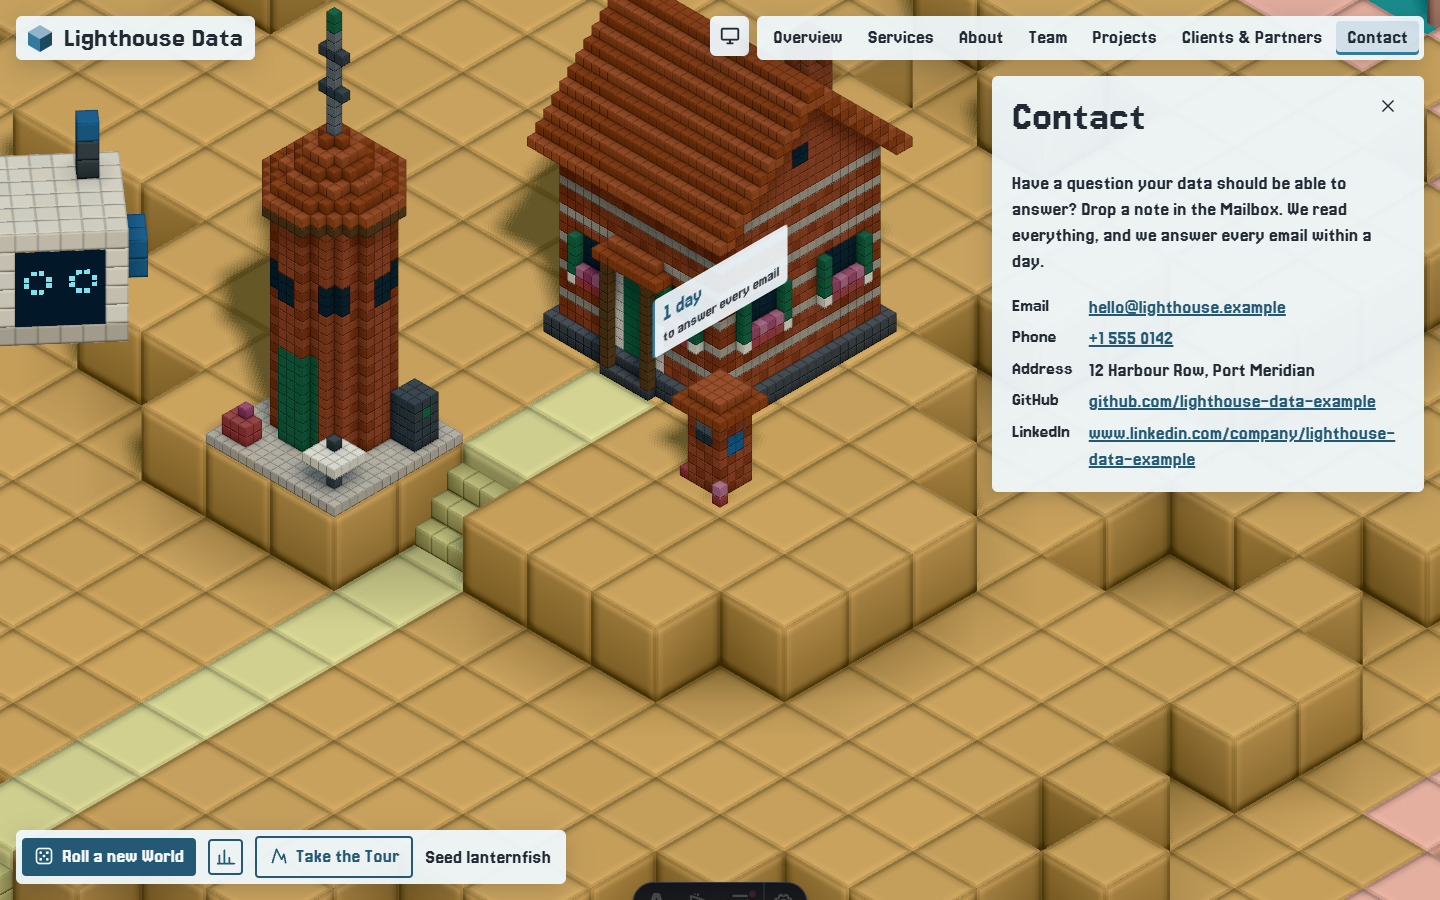 Lighthouse Data
Overview
Services
About
Team
Projects
Clients & Partners
Contact
Contact
Have a question your data should be able to
answer? Drop a note in the Mailbox. We read
everything, and we answer every email within a
day.
Email hello@lighthouse.example
Phone +1 555 0142
Address 12 Harbour Row, Port Meridian
GitHub github.com/lighthouse-data-example
LinkedIn www.linkedin.com/company/lighthouse-
data-example
1 day
to answer every email
Roll a new World
Take the Tour
Seed lanternfish